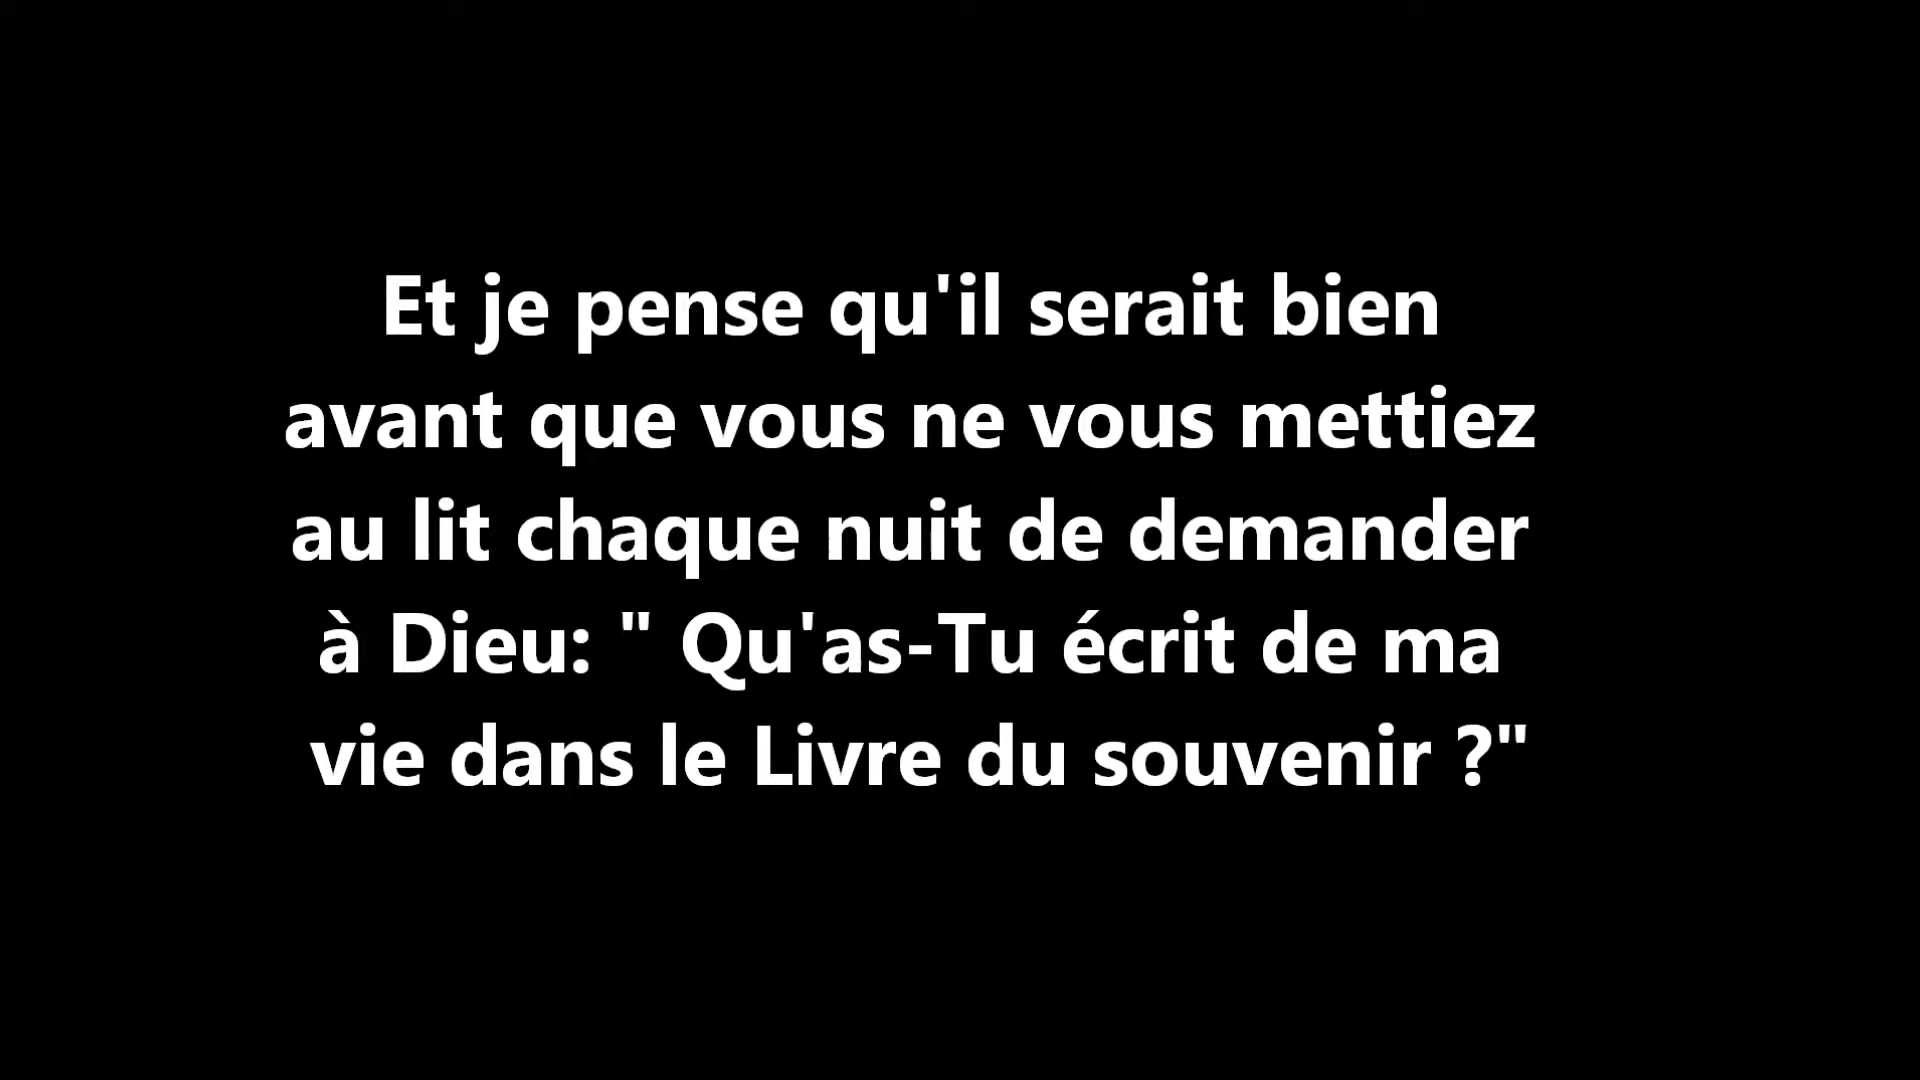 Et je pense qu'il serait bien
avant que vous ne vous mettiez
au lit chaque nuit de demander
à Dieu: " Qu'as-Tu écrit de ma
vie dans le Livre du souvenir ?"